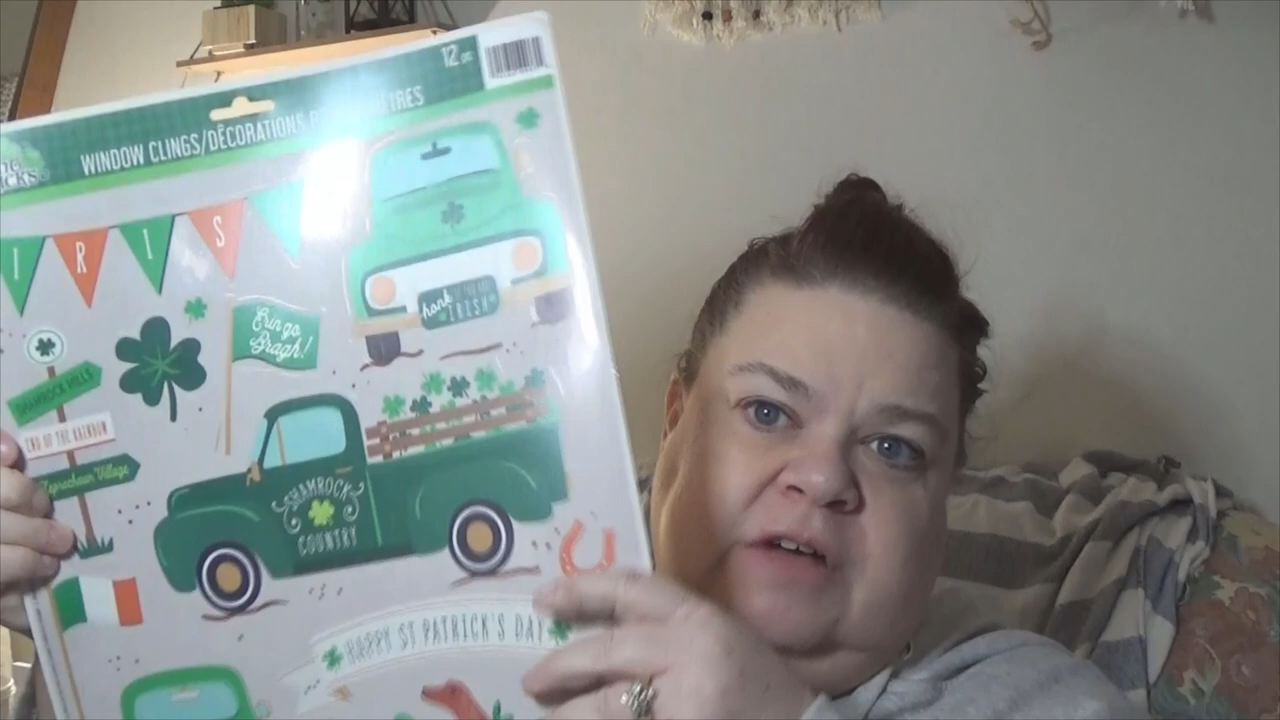 12
WINDOW CLINGS/DÉCORATIONS
I R I S
honk
IRISH
Erin go
Bragh!
SHAMROCK HILLS
END OF THE RAINBOW
Leprechaun Village
SHAMROCK
COUNTRY
HAPPY ST PATRICK'S DAY